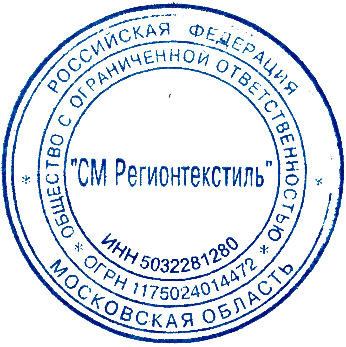 РОССИЙСКАЯ ФЕДЕРАЦИЯ
* МОСКОВСКАЯ ОБЛАСТЬ *
ОБЩЕСТВО С ОГРАНИЧЕННОЙ ОТВЕТСТВЕННОСТЬЮ
* ОГРН 1175024014472 *
"СМ Регионтекстиль"
ИНН 5032281280